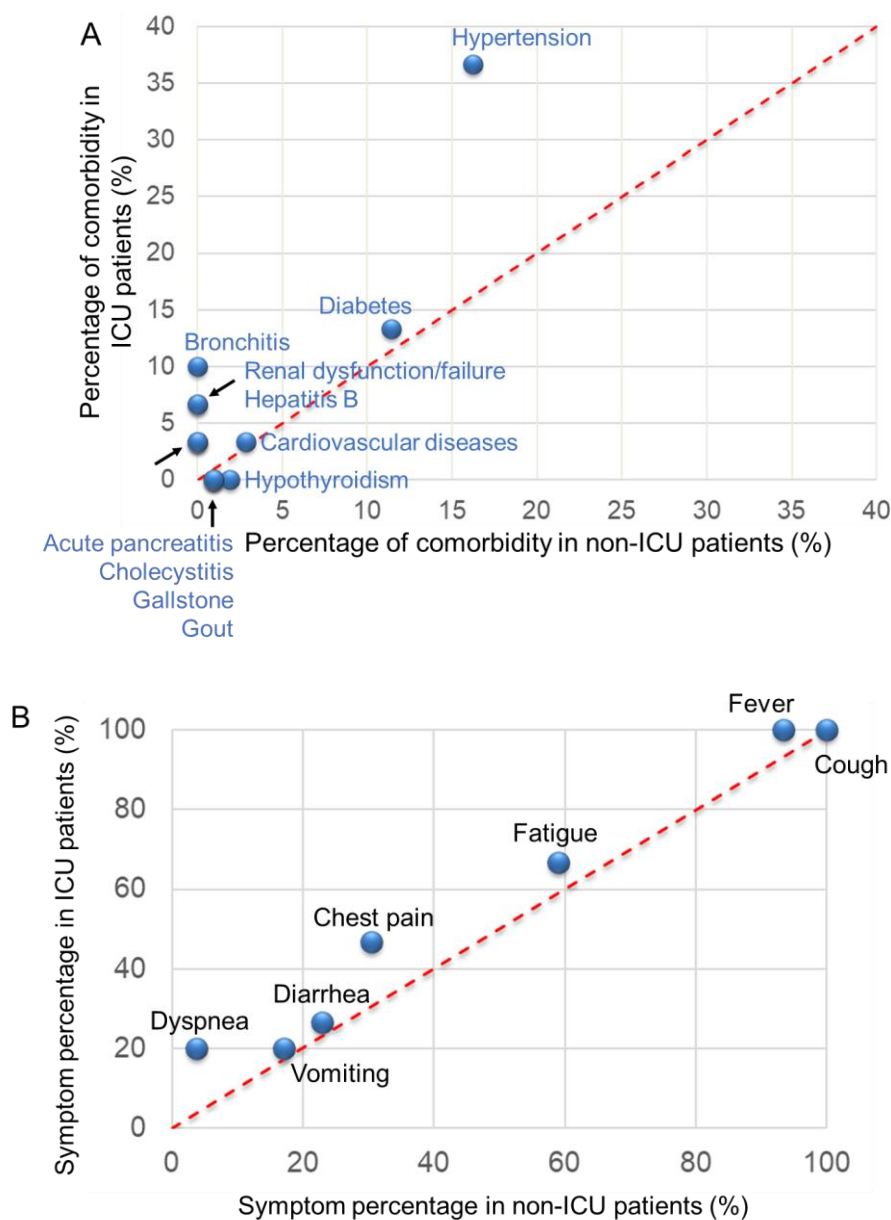 A
Percentage of comorbidity in
ICU patients (%)
40
35
30
25
20
15
10
5
0
Hypertension
Diabetes
Bronchitis
Renal dysfunction/failure
Hepatitis B
Cardiovascular diseases
Hypothyroidism
0 5 10 15 20 25 30 35 40
Acute pancreatitis
Cholecystitis
Gallstone
Gout
Percentage of comorbidity in non-ICU patients (%)
B
Symptom percentage in ICU patients (%)
100
80
60
40
20
0
Fever
Cough
Fatigue
Chest pain
Diarrhea
Dyspnea
Vomiting
0 20 40 60 80 100
Symptom percentage in non-ICU patients (%)